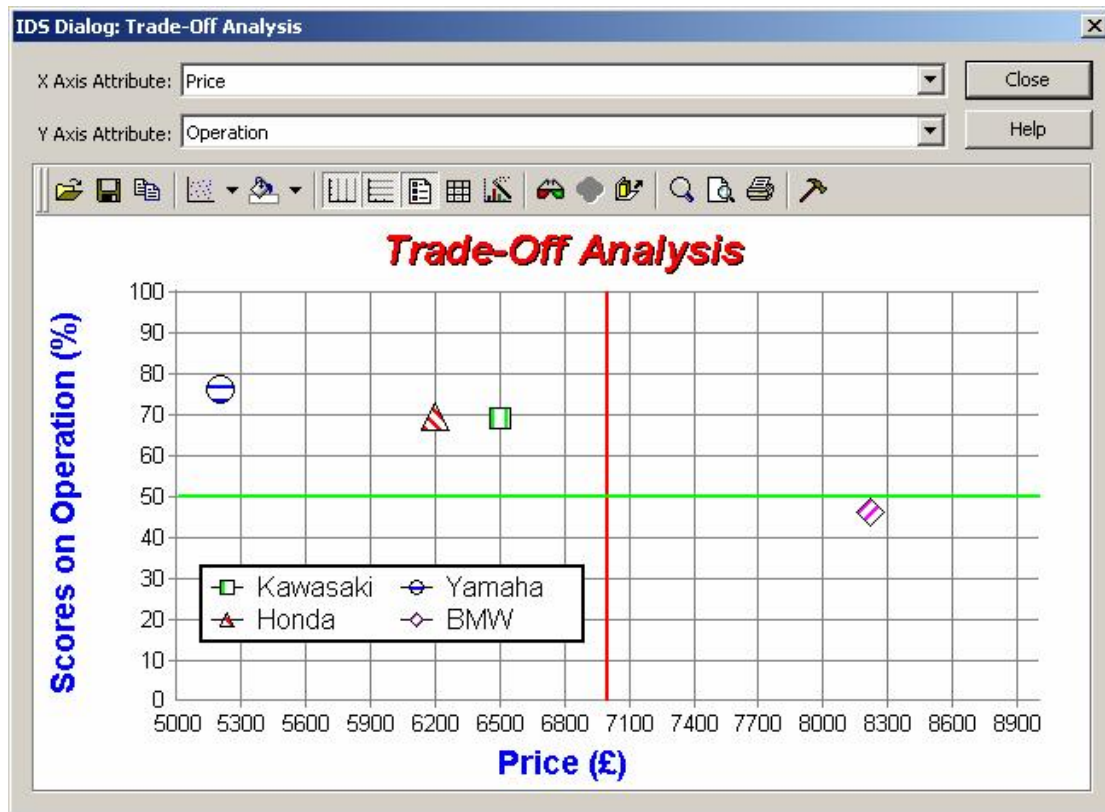 IDS Dialog: Trade-Off Analysis
X Axis Attribute: Price Close
Y Axis Attribute: Operation Help
Trade-Off Analysis
Scores on Operation (%)
100
90
80
70
60
50
40
30
20
10
0
Kawasaki Yamaha
Honda BMW
5000 5300 5600 5900 6200 6500 6800 7100 7400 7700 8000 8300 8600 8900
Price (£)